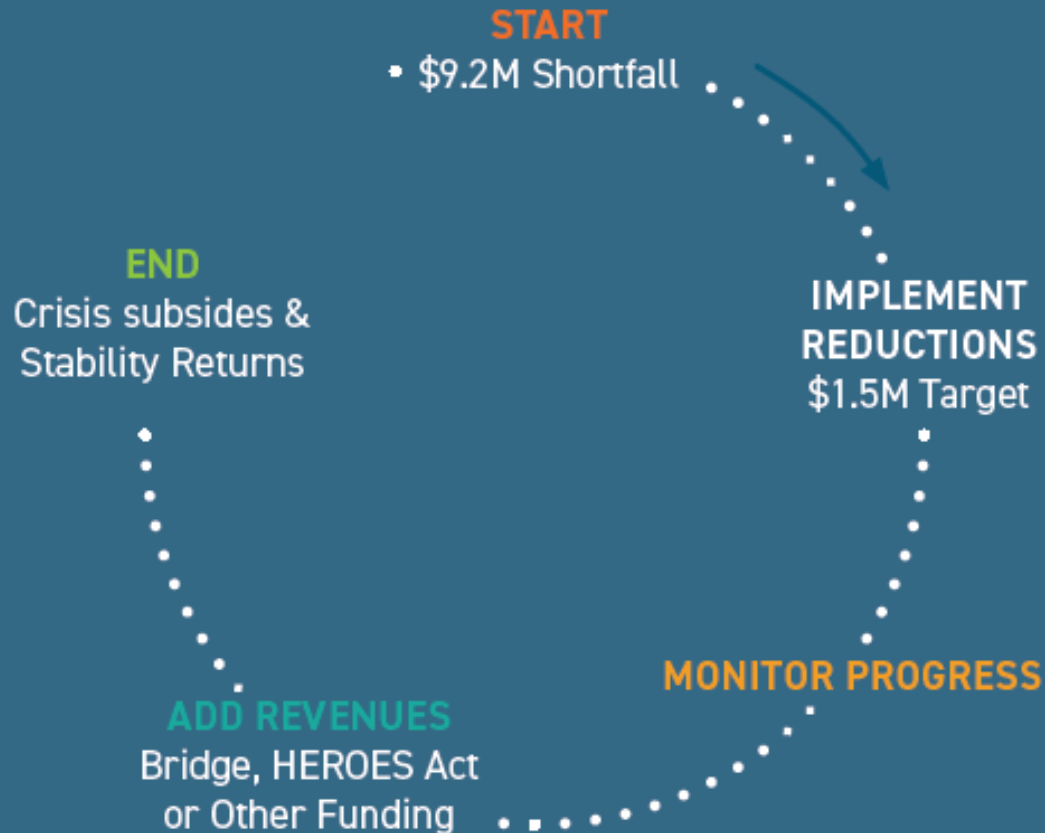 START
$9.2M Shortfall
IMPLEMENT
REDUCTIONS
$1.5M Target
MONITOR PROGRESS
ADD REVENUES
Bridge, HEROES Act
or Other Funding
END
Crisis subsides &
Stability Returns